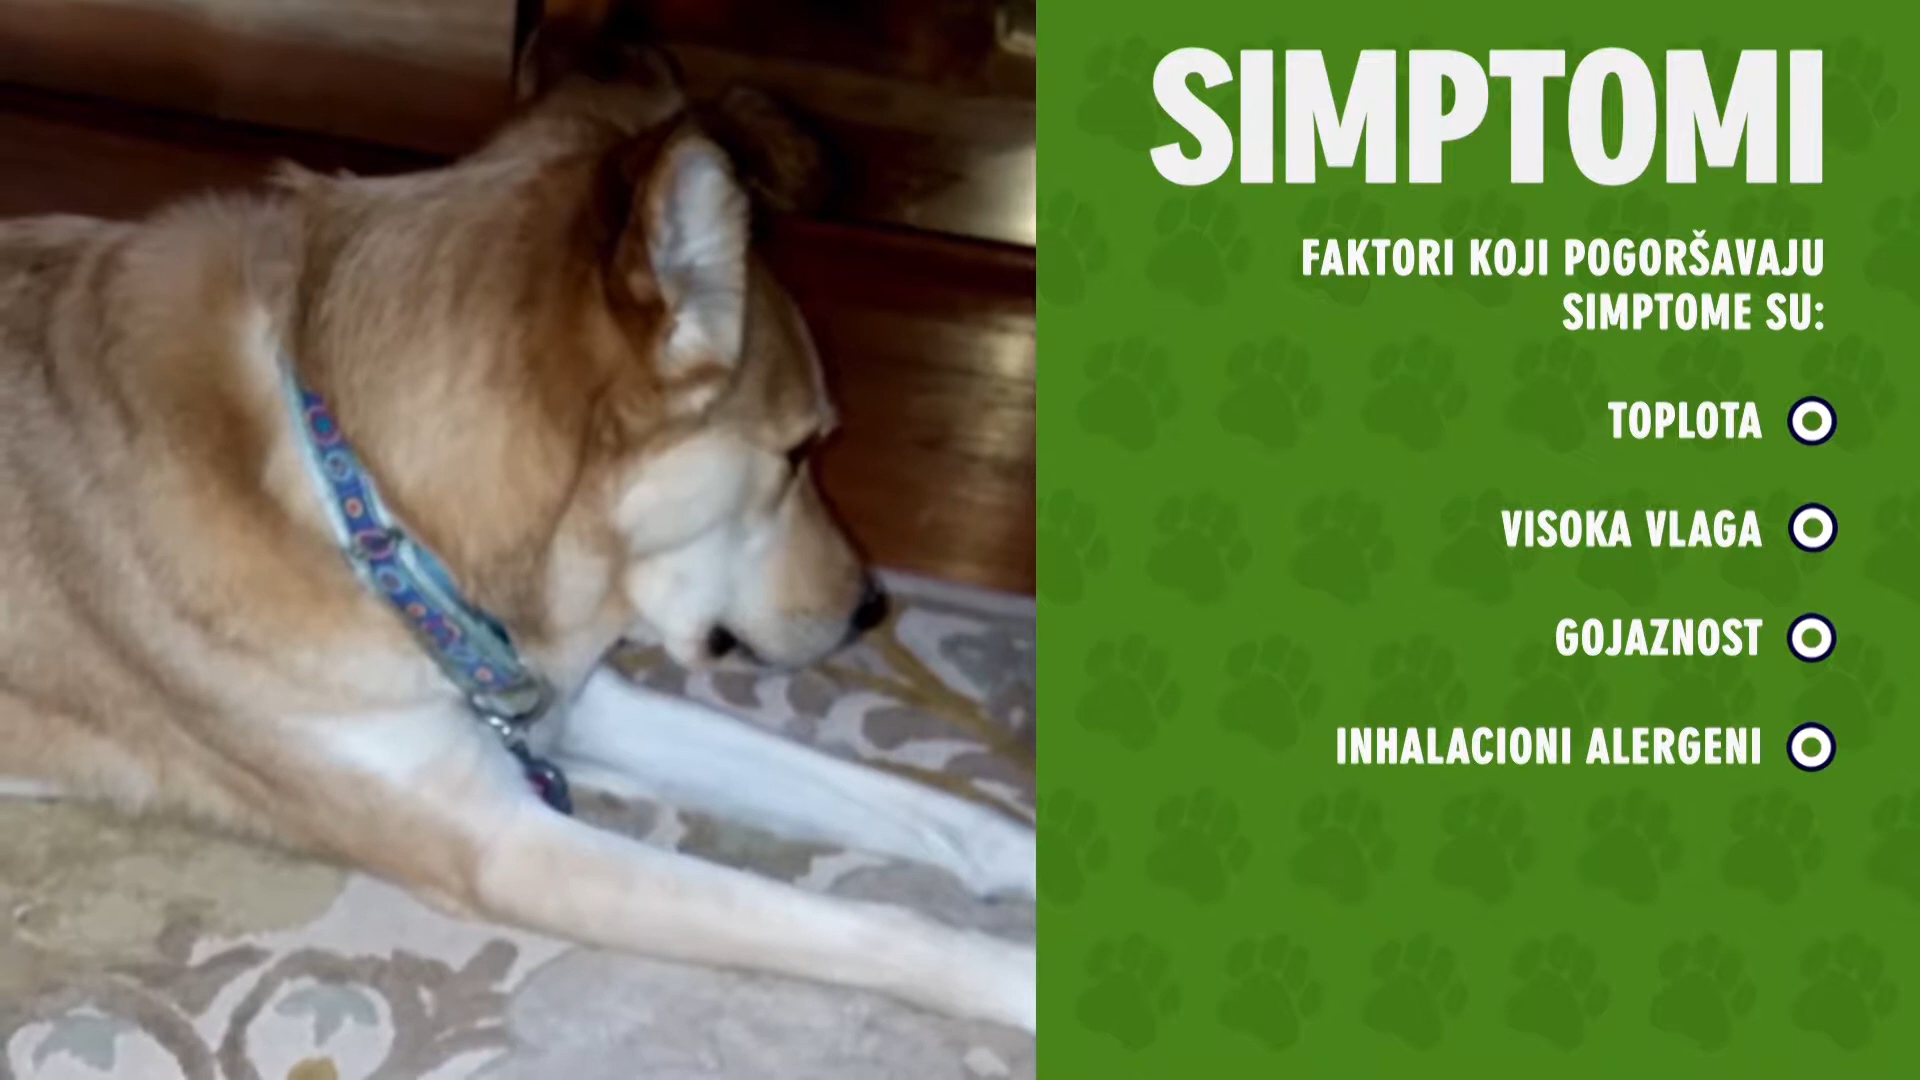 SIMPTOMI
FAKTORI KOJI POGORŠAVAJU
SIMPTOME SU:
TOPLOTA
VISOKA VLAGA
GOJAZNOST
INHALACIONI ALERGENI